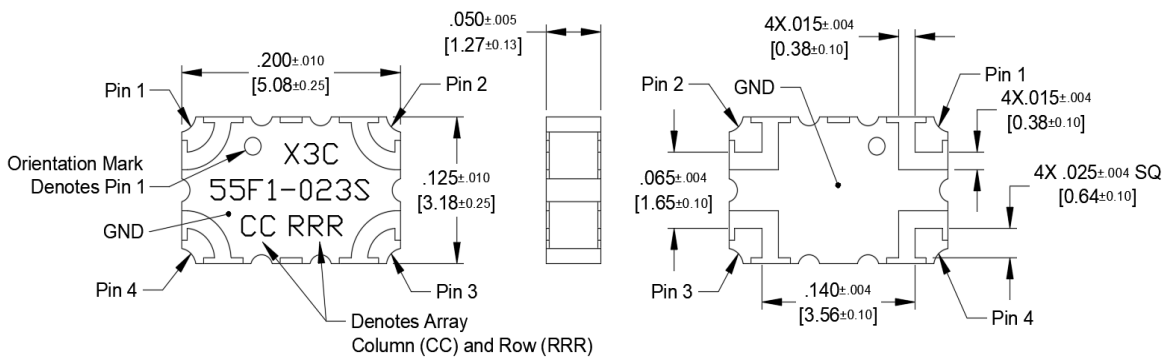 .200±.010
[5.08±0.25]
Pin 1
Pin 2
Orientation Mark
Denotes Pin 1
X3C
55F1-023S
CC RRR
GND
.125±.010
[3.18±0.25]
Pin 4
Pin 3
Denotes Array
Column (CC) and Row (RRR)
.050±.005
[1.27±0.13]
4X.015±.004
[0.38±0.10]
Pin 2
GND
Pin 1
4X.015±.004
[0.38±0.10]
.065±.004
[1.65±0.10]
4X .025±.004 SQ
[0.64±0.10]
Pin 3
.140±.004
[3.56±0.10]
Pin 4